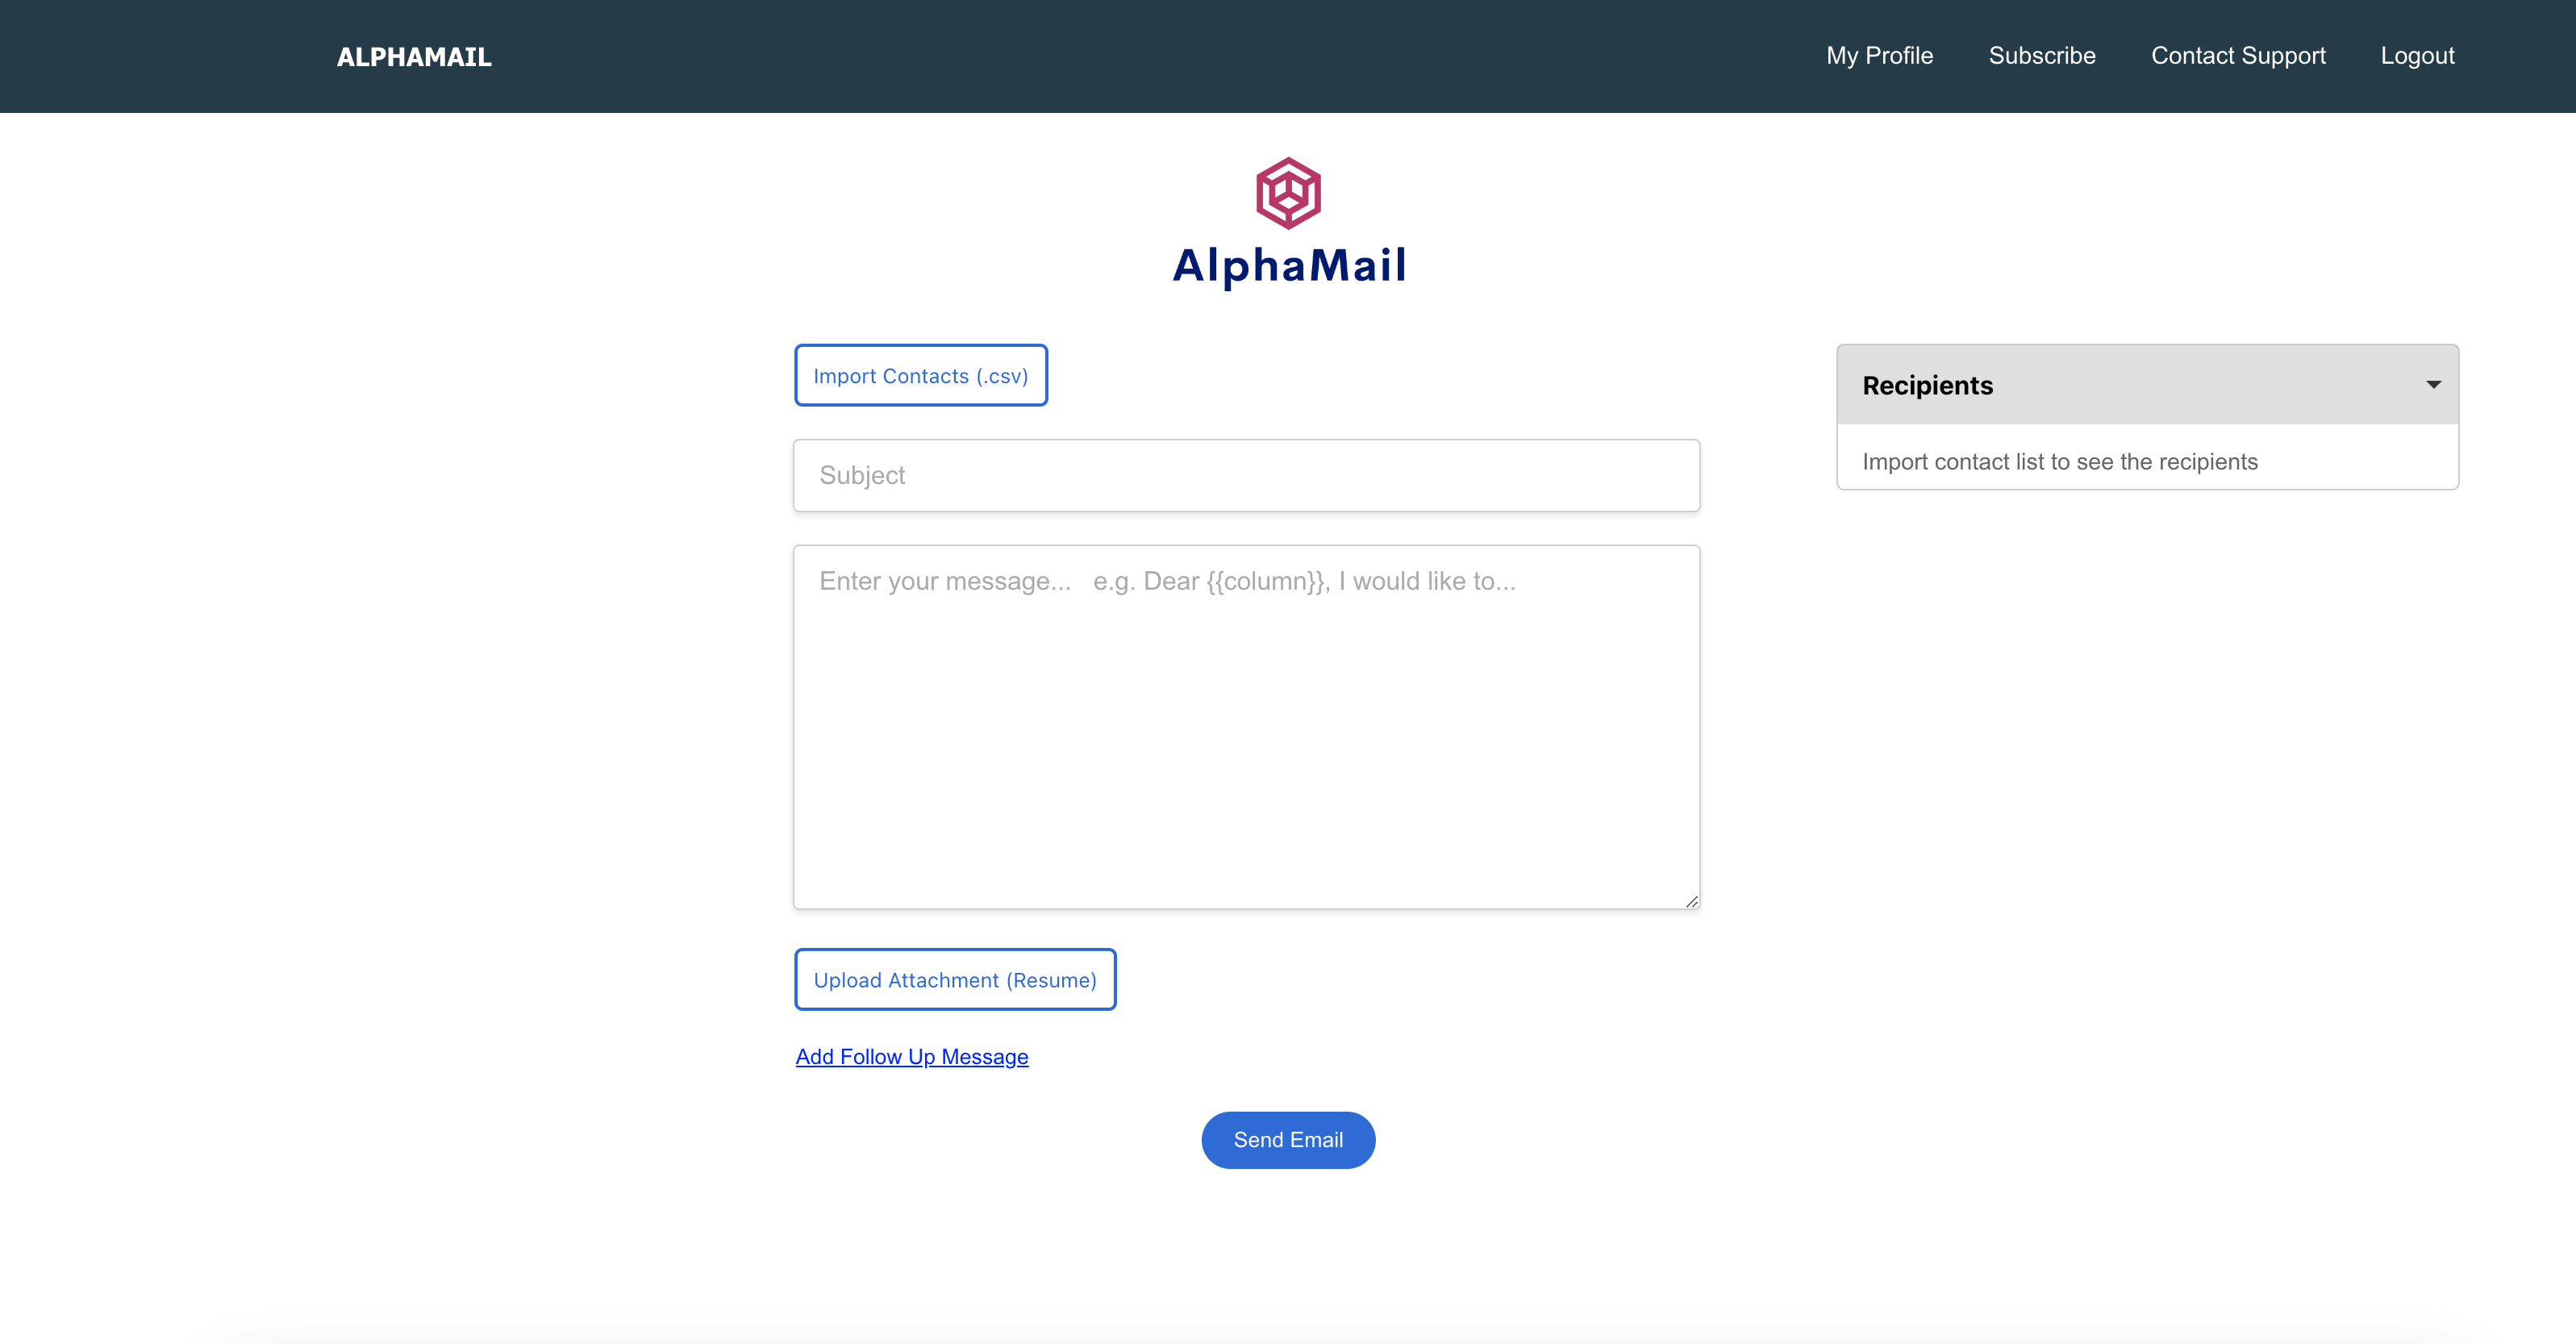 ALPHAMAIL
My Profile Subscribe Contact Support Logout
AlphaMail
Import Contacts (.csv)
Recipients
Import contact list to see the recipients
Subject
Enter your message... e.g. Dear {{column}}, I would like to...
Upload Attachment (Resume)
Add Follow Up Message
Send Email